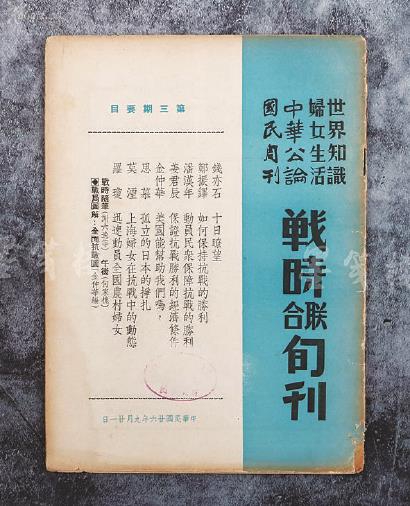 世界知識
婦女生活
中華公論
國民周刊
戰時
聯合
旬刊
第三期要目
錢亦石 十日瞭望
鄭振鐸 如何保持抗戰的勝利
潘漢年 動員民衆保障抗戰的勝利
姜君辰 保證抗戰勝利的經濟條件
金仲華 美國能幫助我們嗎?
思慕 孤立的日本的掙扎
莫湮 上海婦女在抗戰中的動態
羅瓊 迅速動員全國農村婦女
中華民國廿六年九月廿一日